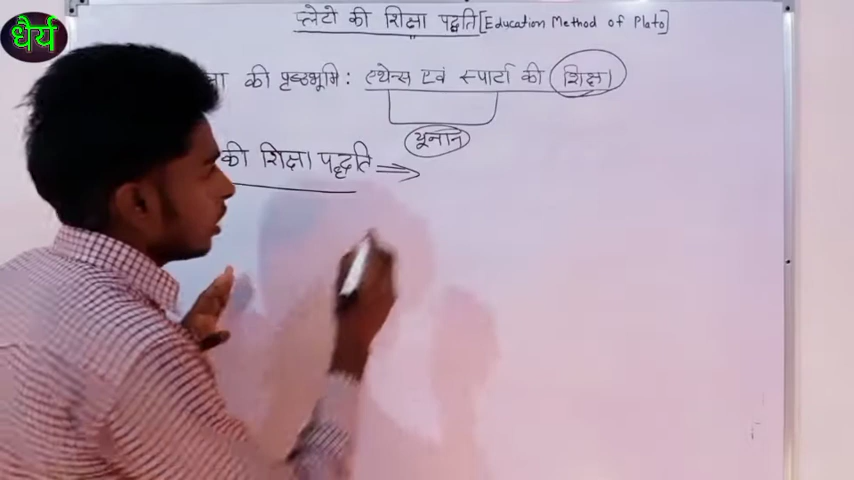 धैर्य
प्लेटो की शिक्षा पद्धति [Education Method of Plato]
की पृष्ठभूमि : एथेन्स एवं स्पार्टा की शिक्षा
यूनान
की शिक्षा पद्धति ⇒